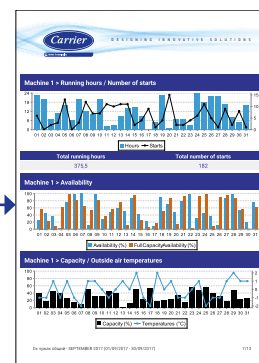 Carrier
DESIGNING INNOVATIVE SOLUTIONS
Machine 1 > Running hours / Number of starts
24
18
12
6
0
15
10
5
0
01 02 03 04 05 06 07 08 09 10 11 12 13 14 15 16 17 18 19 20 21 22 23 24 25 26 27 28 29 30 31
Hours Starts
Total running hours Total number of starts
375,5 182
Machine 1 > Availability
100
80
60
40
20
0
01 02 03 04 05 06 07 08 09 10 11 12 13 14 15 16 17 18 19 20 21 22 23 24 25 26 27 28 29 30 31
Availability (%) FullCapacityAvailability (%)
Machine 1 > Capacity / Outside air temperatures
100
80
60
40
20
0
2
1
0
-1
-2
01 02 03 04 05 06 07 08 09 10 11 12 13 14 15 16 17 18 19 20 21 22 23 24 25 26 27 28 29 30 31
Capacity (%) Temperatures (°C)
SEPTEMBER 2017 (01/09/2017 - 30/09/2017)
7/13